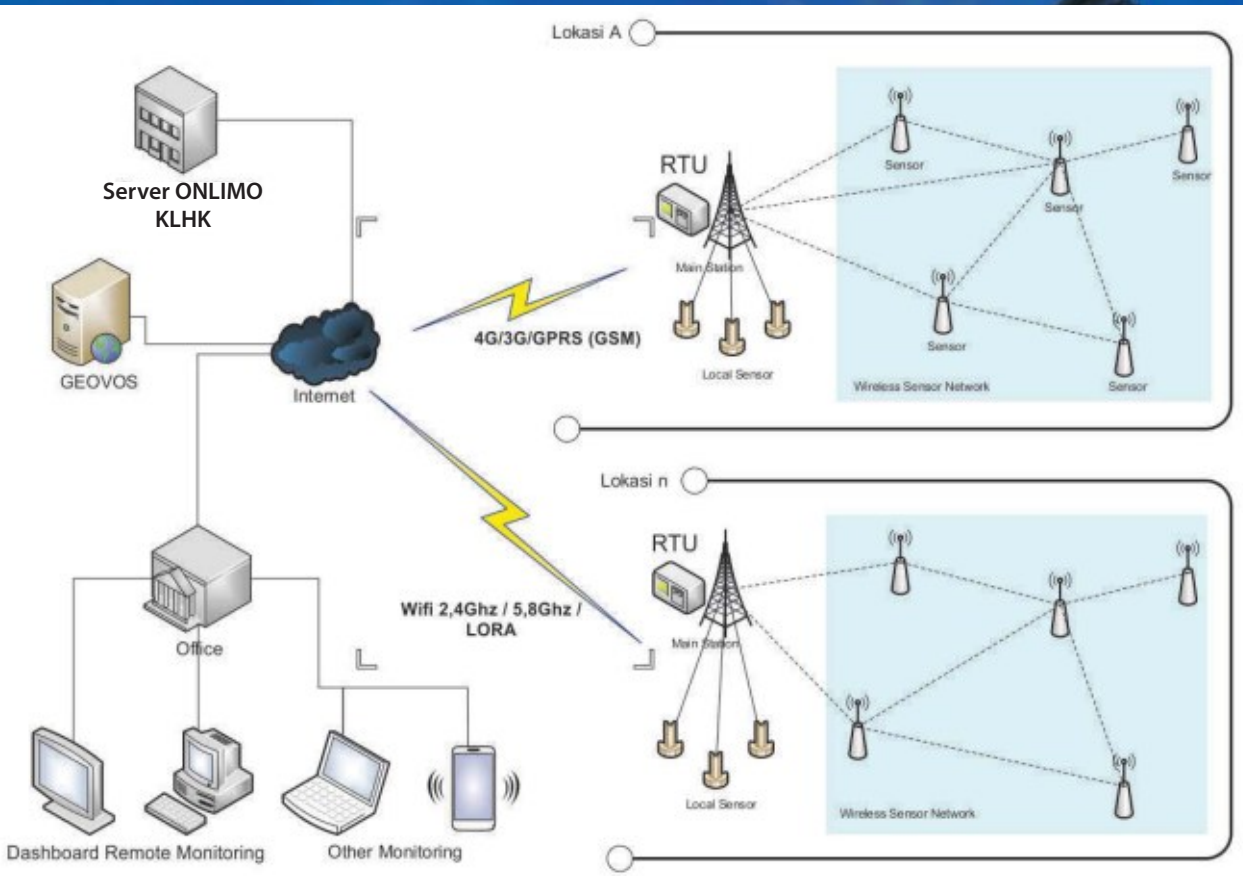 Lokasi A
Server ONLIMO
KLHK
RTU
Sensor
Sensor
Sensor
Main Station
GEOVOS
4G/3G/GPRS (GSM)
Internet
Sensor
Local Sensor
Wireless Sensor Network
Sensor
Lokasi n
RTU
Wifi 2,4Ghz / 5,8Ghz /
LORA
Main Station
Office
Local Sensor
Wireless Sensor Network
Dashboard Remote Monitoring
Other Monitoring